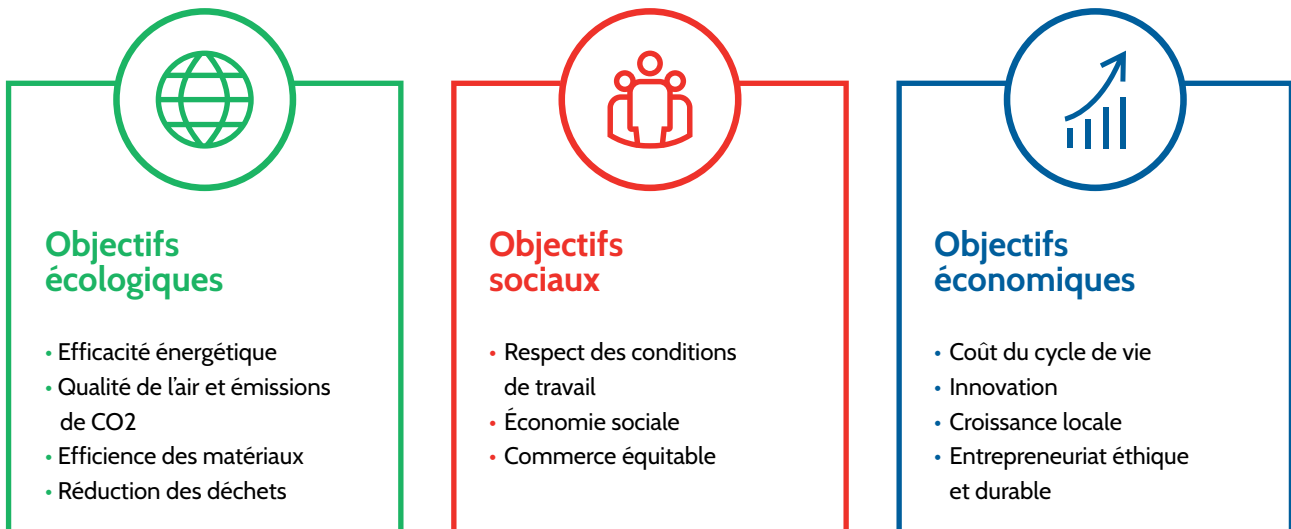 Objectifs
écologiques
• Efficacité énergétique
• Qualité de l'air et émissions
de CO2
• Efficience des matériaux
• Réduction des déchets
Objectifs
sociaux
• Respect des conditions
de travail
• Économie sociale
• Commerce équitable
Objectifs
économiques
• Coût du cycle de vie
• Innovation
• Croissance locale
• Entrepreneuriat éthique
et durable